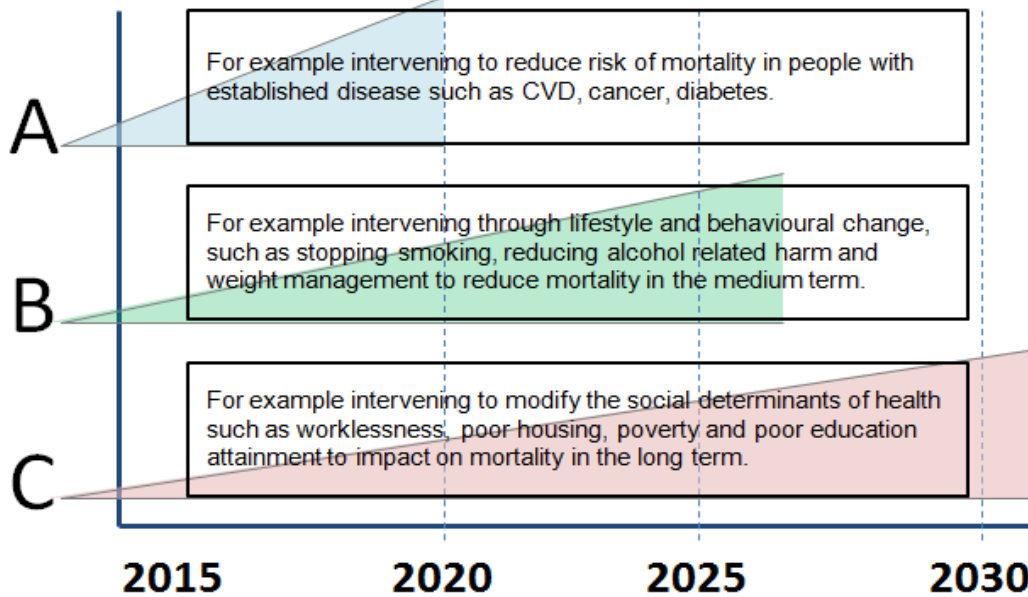 A
For example intervening to reduce risk of mortality in people with
established disease such as CVD, cancer, diabetes.
B
For example intervening through lifestyle and behavioural change,
such as stopping smoking, reducing alcohol related harm and
weight management to reduce mortality in the medium term.
C
For example intervening to modify the social determinants of health
such as worklessness, poor housing, poverty and poor education
attainment to impact on mortality in the long term.
2015 2020 2025 2030